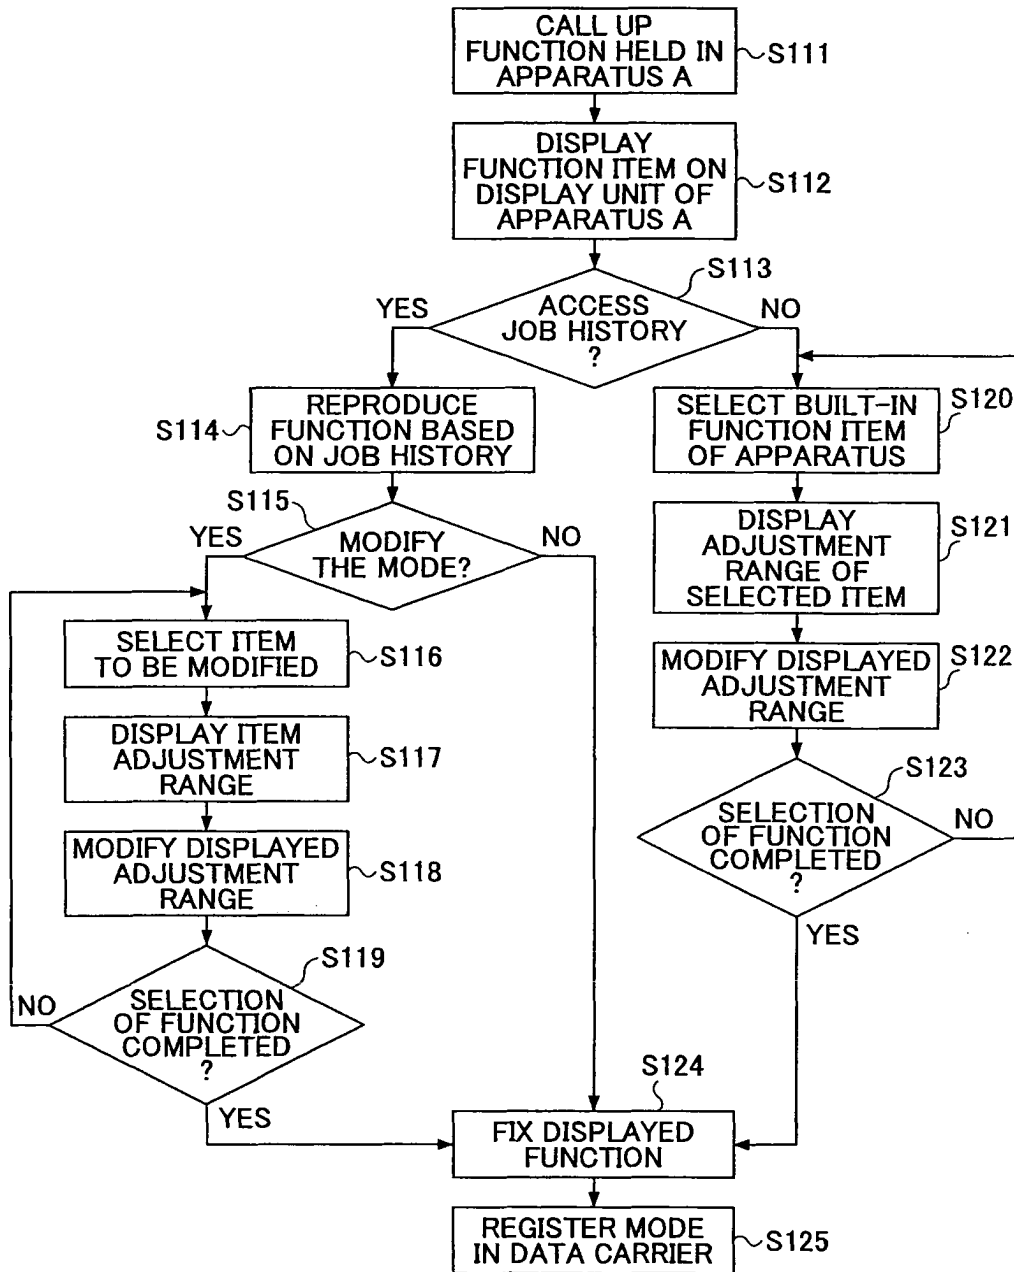 CALL UP
FUNCTION HELD IN
APPARATUS A
S111
DISPLAY
FUNCTION ITEM ON
DISPLAY UNIT OF
APPARATUS A
S112
S113
YES
ACCESS
JOB HISTORY
?
NO
S114
REPRODUCE
FUNCTION BASED
ON JOB HISTORY
S115
YES
MODIFY
THE MODE?
NO
SELECT ITEM
TO BE MODIFIED
S116
DISPLAY ITEM
ADJUSTMENT
RANGE
S117
MODIFY DISPLAYED
ADJUSTMENT
RANGE
S118
S119
NO
SELECTION
OF FUNCTION
COMPLETED
?
YES
SELECT BUILT-IN
FUNCTION ITEM
OF APPARATUS
S120
DISPLAY
ADJUSTMENT
RANGE OF
SELECTED ITEM
S121
MODIFY DISPLAYED
ADJUSTMENT
RANGE
S122
S123
SELECTION
OF FUNCTION
COMPLETED
?
NO
YES
S124
FIX DISPLAYED
FUNCTION
REGISTER MODE
IN DATA CARRIER
S125